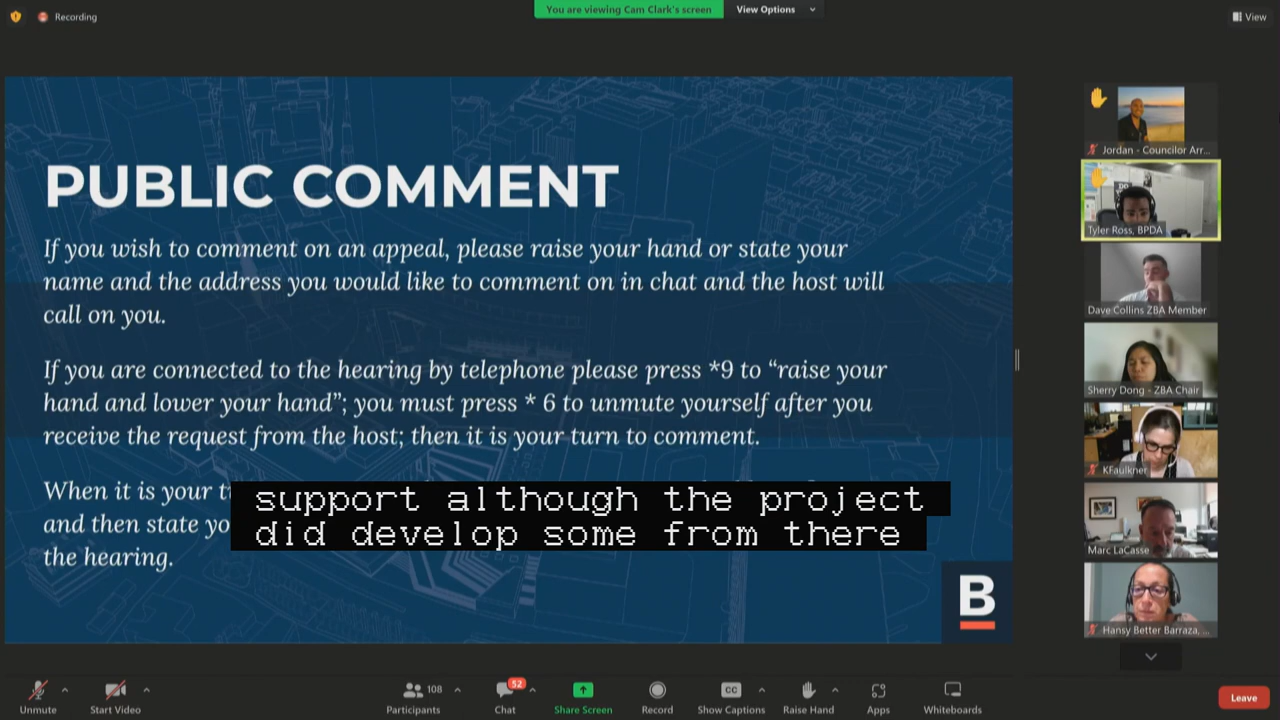 Recording
You are viewing Cam Clark's screen
View Options
View
PUBLIC COMMENT
If you wish to comment on an appeal, please raise your hand or state your
name and the address you would like to comment on in chat and the host will
call on you.
If you are connected to the hearing by telephone please press *9 to “raise your
hand and lower your hand”; you must press * 6 to unmute yourself after you
receive the request from the host; then it is your turn to comment.
When it is your
and then state
the hearing.
support although the project
did develop some from there
B
Jordan - Councilor Arr...
Tyler Ross, BPDA
Dave Collins ZBA Member
Sherry Dong - ZBA Chair
KFaulkner
Marc LaCasse
Hansy Better Barraza, ...
Unmute
Start Video
108
Participants
52
Chat
Share Screen
Record
CC
Show Captions
Raise Hand
Apps
Whiteboards
Leave